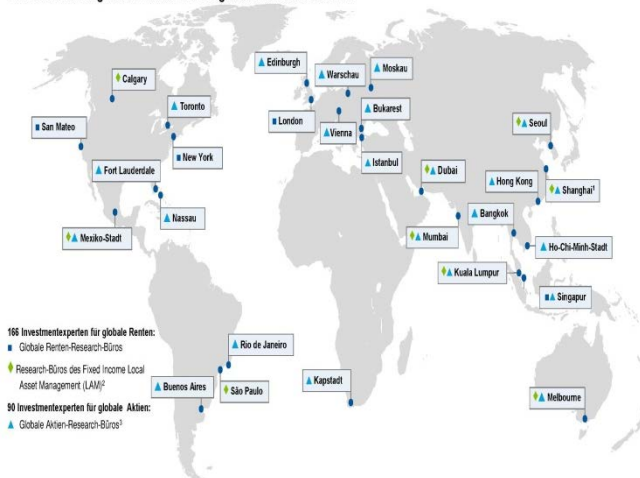 Calgary
Toronto
San Mateo
New York
Fort Lauderdale
Nassau
Mexiko-Stadt
Edinburgh
Warschau
Moskau
London
Vienna
Bukarest
Istanbul
Dubai
Mumbai
Seoul
Hong Kong
Shanghai¹
Bangkok
Ho-Chi-Minh-Stadt
Kuala Lumpur
Singapur
Rio de Janeiro
Buenos Aires
São Paulo
Kapstadt
Melbourne
166 Investmentexperten für globale Renten:
Globale Renten-Research-Büros
Research-Büros des Fixed Income Local
Asset Management (LAM)²
90 Investmentexperten für globale Aktien:
Globale Aktien-Research-Büros³